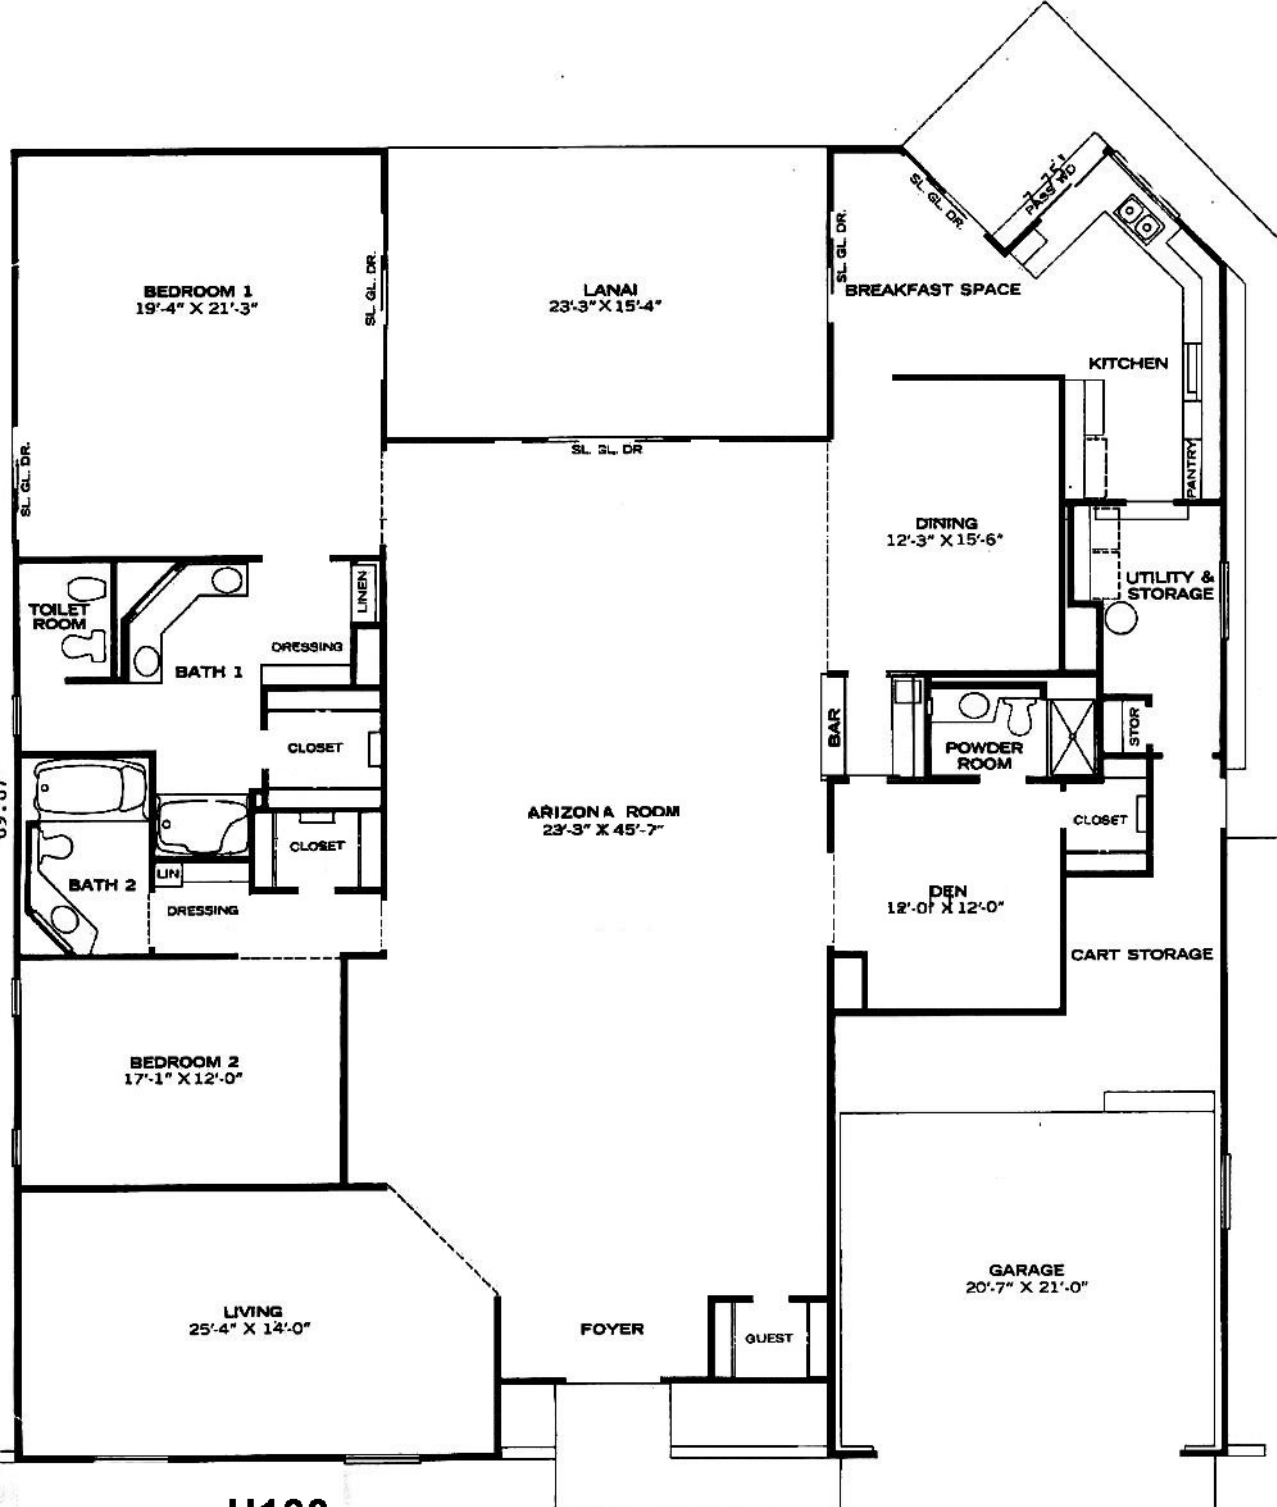 PASS WD
SL. GL. DR.
SL. GL. DR.
SL. GL. DR.
BEDROOM 1
19'-4" X 21'-3"
LANAI
23'-3" X 15'-4"
BREAKFAST SPACE
KITCHEN
SL. GL. DR
SL. GL. DR.
PANTRY
DINING
12'-3" X 15'-6"
UTILITY &
STORAGE
LINEN
TOILET
ROOM
DRESSING
BATH 1
BAR
STOR
CLOSET
POWDER
ROOM
ARIZONA ROOM
23'-3" X 45'-7"
CLOSET
CLOSET
LIN
BATH 2
DRESSING
DEN
12'-0" X 12'-0"
CART STORAGE
BEDROOM 2
17'-1" X 12'-0"
GARAGE
20'-7" X 21'-0"
LIVING
25'-4" X 14'-0"
FOYER
GUEST